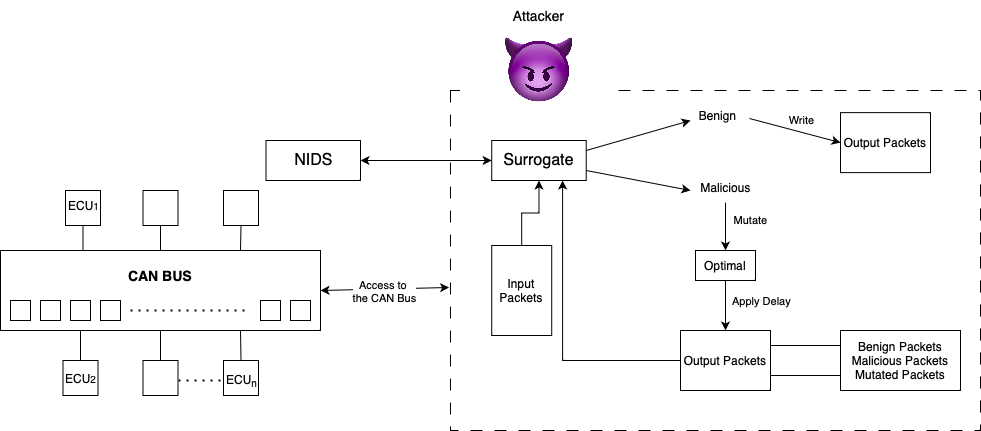 Attacker
Benign
Write
Output Packets
NIDS
Surrogate
Malicious
ECU1
Mutate
CAN BUS
Optimal
Access to
the CAN Bus
Input
Packets
Apply Delay
Output Packets
Benign Packets
Malicious Packets
Mutated Packets
ECU2
ECUn